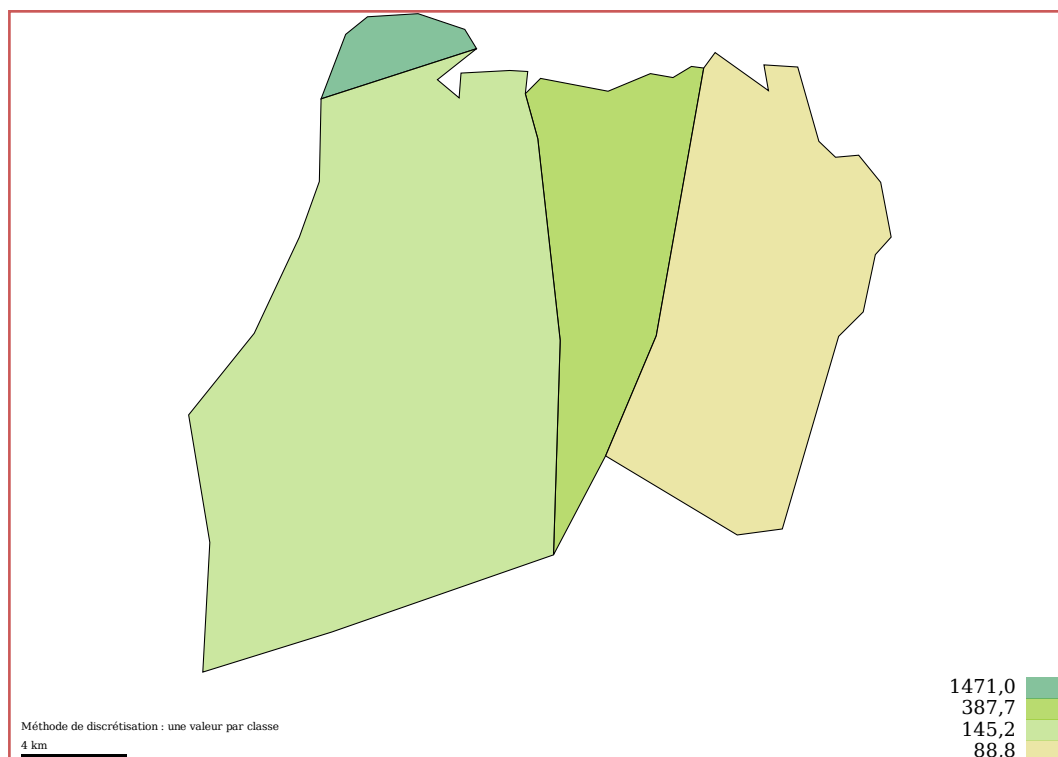 1471,0
387,7
145,2
88,8
Méthode de discrétisation : une valeur par classe
4 km